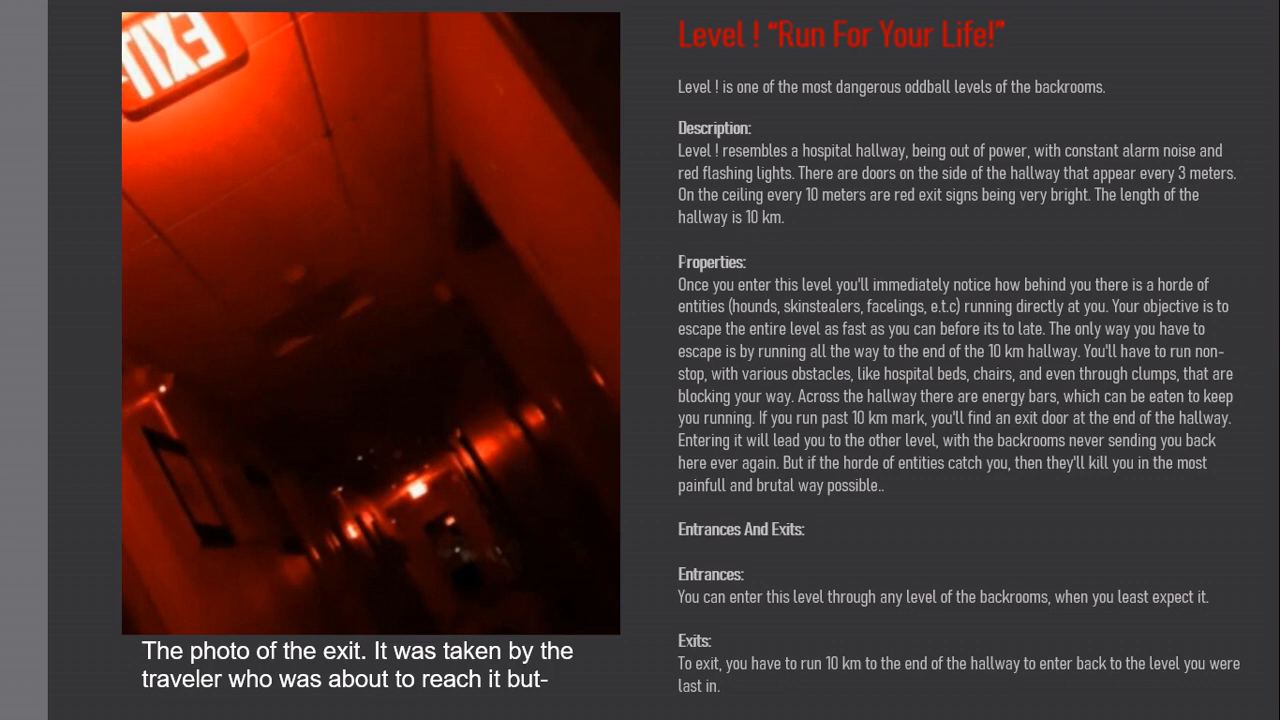 EXIT
Level ! “Run For Your Life!”
Level ! is one of the most dangerous oddball levels of the backrooms.
Description:
Level ! resembles a hospital hallway, being out of power, with constant alarm noise and
red flashing lights. There are doors on the side of the hallway that appear every 3 meters.
On the ceiling every 10 meters are red exit signs being very bright. The length of the
hallway is 10 km.
Properties:
Once you enter this level you'll immediately notice how behind you there is a horde of
entities (hounds, skinstealers, facelings, e.t.c) running directly at you. Your objective is to
escape the entire level as fast as you can before its to late. The only way you have to
escape is by running all the way to the end of the 10 km hallway. You'll have to run non-
stop, with various obstacles, like hospital beds, chairs, and even through clumps, that are
blocking your way. Across the hallway there are energy bars, which can be eaten to keep
you running. If you run past 10 km mark, you'll find an exit door at the end of the hallway.
Entering it will lead you to the other level, with the backrooms never sending you back
here ever again. But if the horde of entities catch you, then they'll kill you in the most
painfull and brutal way possible..
Entrances And Exits:
Entrances:
You can enter this level through any level of the backrooms, when you least expect it.
Exits:
To exit, you have to run 10 km to the end of the hallway to enter back to the level you were
last in.
The photo of the exit. It was taken by the
traveler who was about to reach it but-